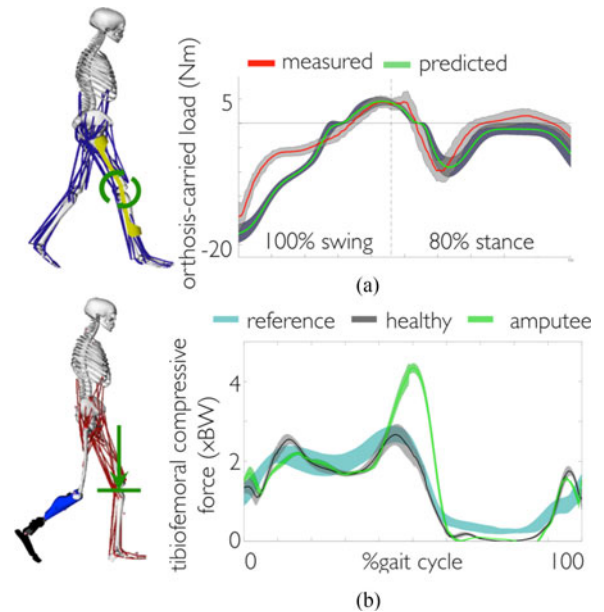 measured predicted
orthosis-carried load (Nm)
5
-20
100% swing 80% stance
(a)
reference healthy amputee
tibiofemoral compressive
force (xBW)
4
2
0
0 %gait cycle 100
(b)